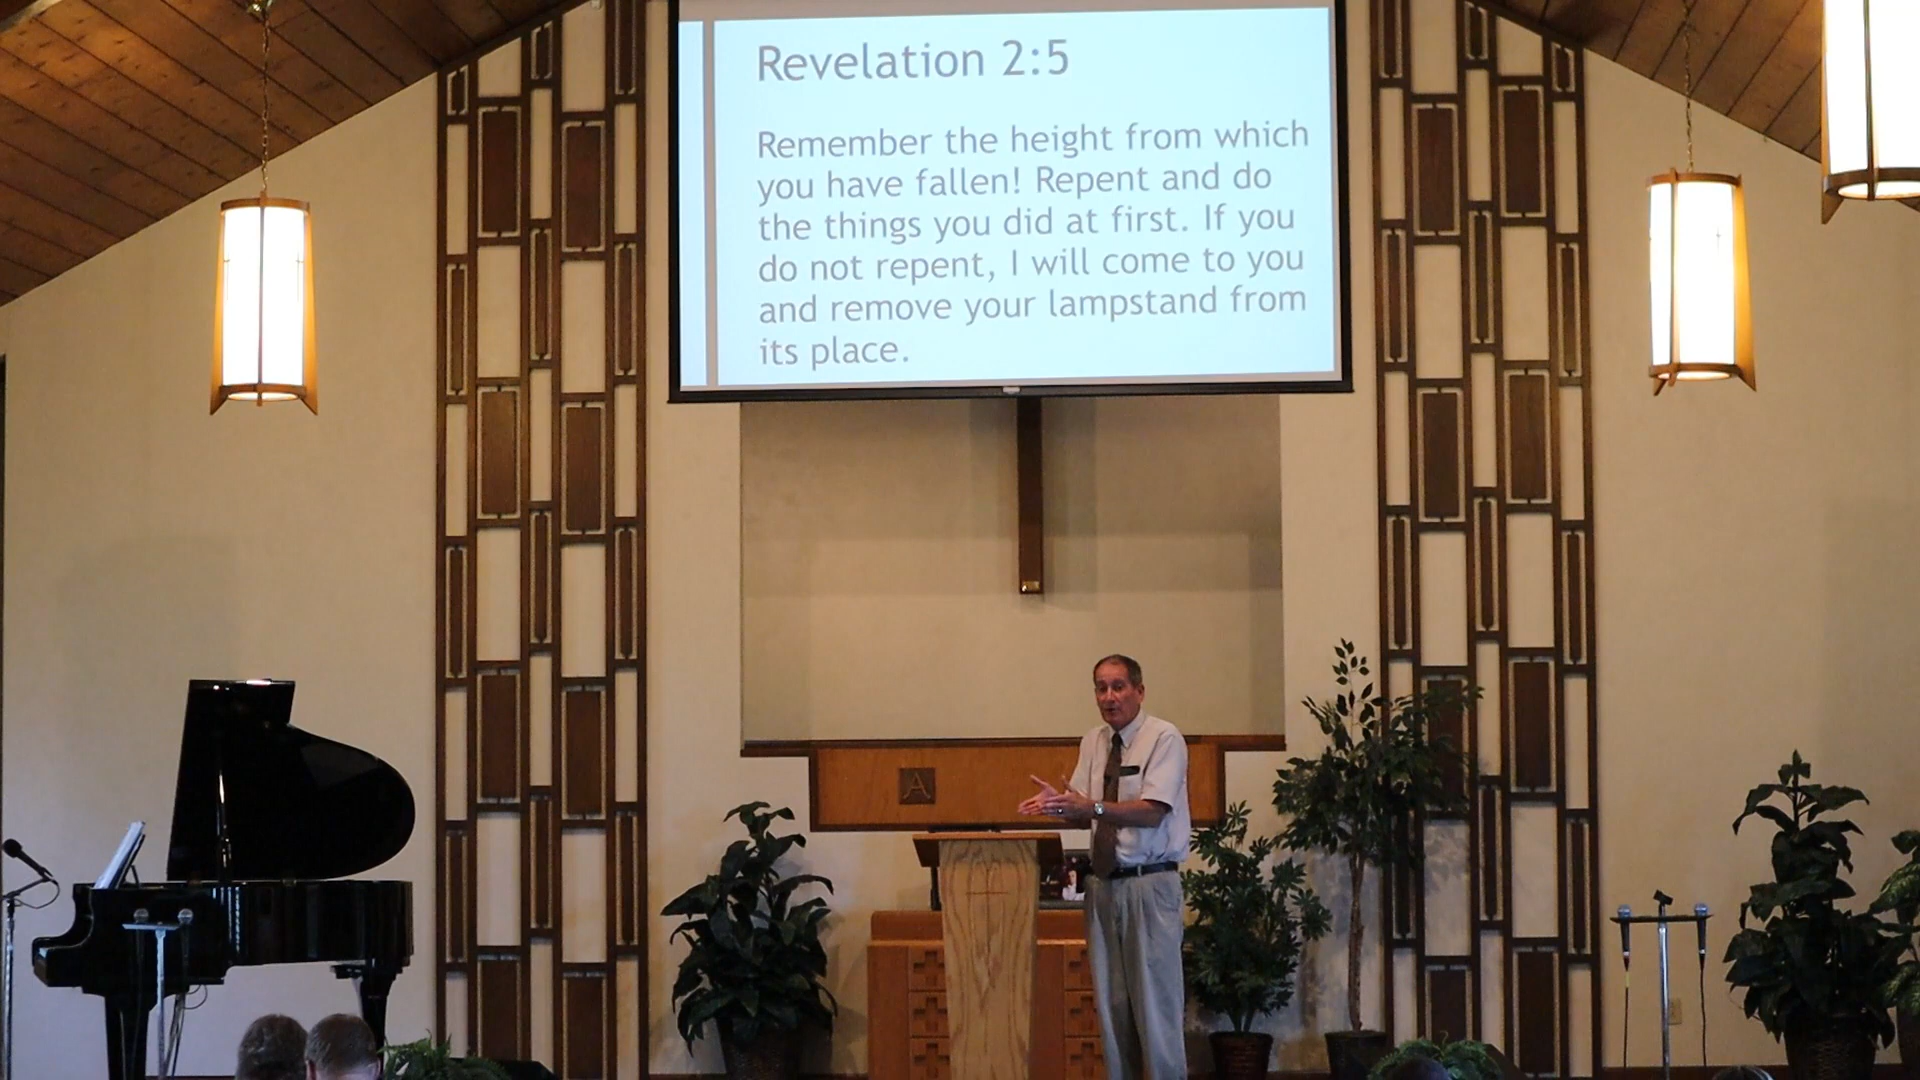 Revelation 2:5
Remember the height from which
you have fallen! Repent and do
the things you did at first. If you
do not repent, I will come to you
and remove your lampstand from
its place.
A